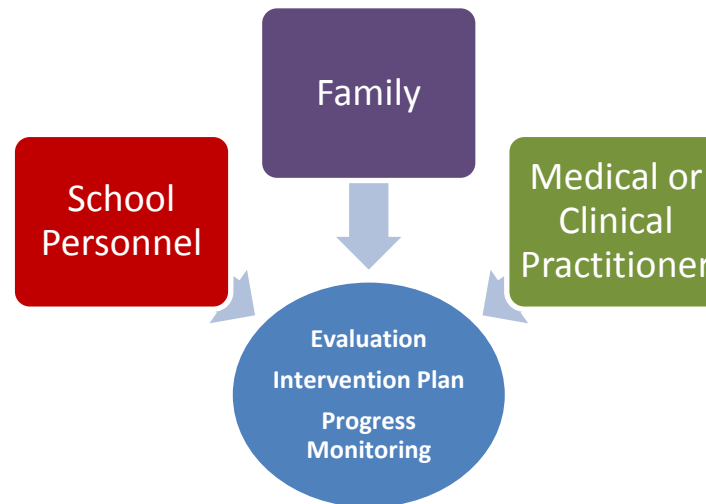 Family
School
Personnel
Medical or
Clinical
Practitioner
Evaluation
Intervention Plan
Progress
Monitoring